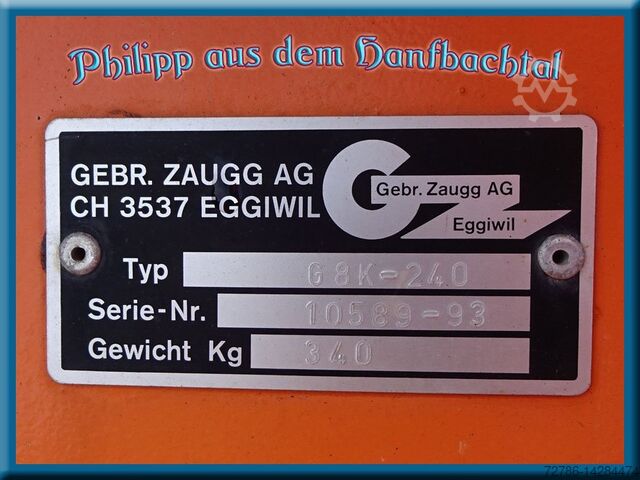 Philipp aus dem Hanfbachtal
GEBR. ZAUGG AG
CH 3537 EGGIWIL
Gebr. Zaugg AG
Eggiwil
Typ G8K-240
Serie-Nr. 10589-93
Gewicht Kg 340
72786-14284474